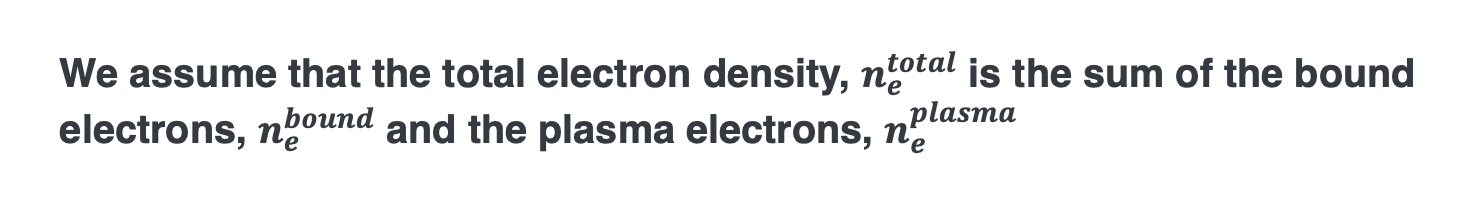 We assume that the total electron density, $n_e^{total}$ is the sum of the bound
electrons, $n_e^{bound}$ and the plasma electrons, $n_e^{plasma}$